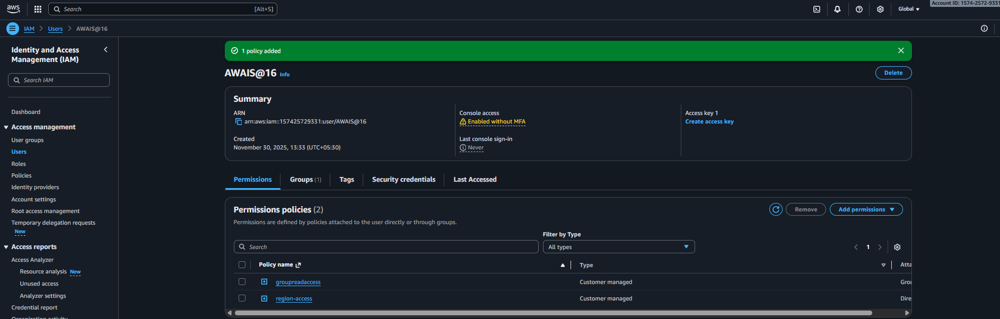 aws
Search [Alt+S]
Global
Account ID: 1574-2572-9331
IAM > Users > AWAIS@16
Identity and Access Management (IAM)
Search IAM
Dashboard
Access management
User groups
Users
Roles
Policies
Identity providers
Account settings
Root access management
Temporary delegation requests
New
Access reports
Access Analyzer
Resource analysis New
Unused access
Analyzer settings
Credential report
Organization activity
1 policy added
AWAIS@16 Info
Delete
Summary
ARN
arn:aws:iam::157425729331:user/AWAIS@16
Created
November 30, 2025, 13:33 (UTC+05:30)
Console access
Enabled without MFA
Last console sign-in
Never
Access key 1
Create access key
Permissions
Groups (1)
Tags
Security credentials
Last Accessed
Permissions policies (2)
Permissions are defined by policies attached to the user directly or through groups.
Remove
Add permissions
Filter by Type
Search
All types
1
Policy name
Type
Atta
groupreadaccess
Customer managed
Grou
region-access
Customer managed
Dire